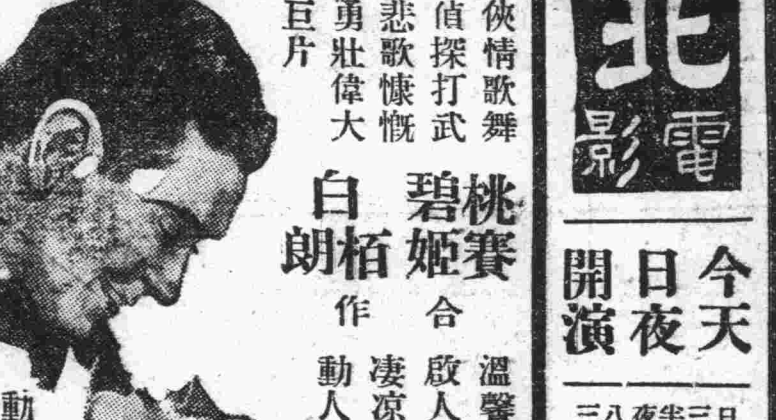 北
電影
今天
日夜
開演
俠情歌舞
偵探打武
悲歌慷慨
勇壯偉大
巨片
桃賽
碧姬
合
白
栢朗
作
溫馨
啟人
動人
動